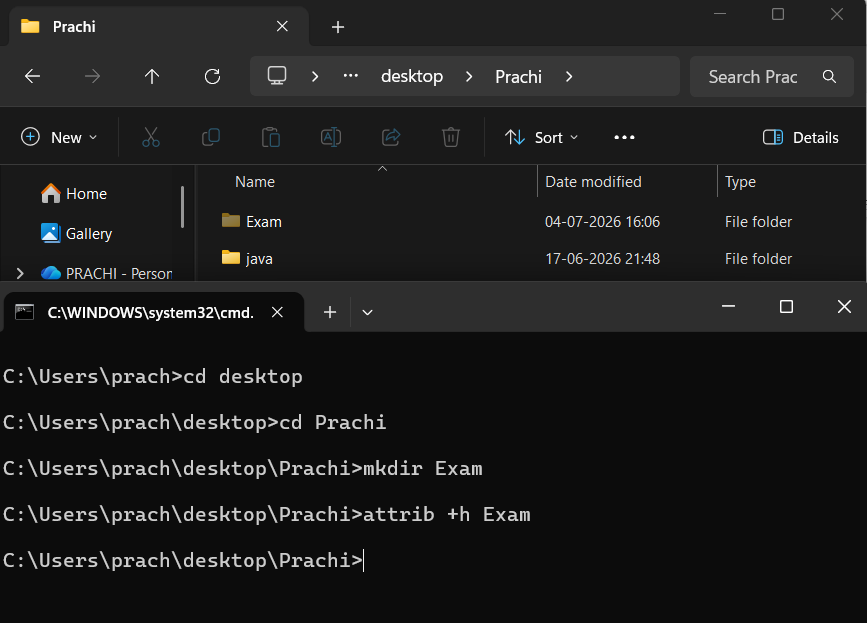 Prachi
desktop
Prachi
Search Prac
New
Sort
Details
Name
Date modified
Type
Home
Exam
04-07-2026 16:06
File folder
Gallery
java
17-06-2026 21:48
File folder
PRACHI - Person
C:\WINDOWS\system32\cmd.
C:\Users\prach>cd desktop
C:\Users\prach\desktop>cd Prachi
C:\Users\prach\desktop\Prachi>mkdir Exam
C:\Users\prach\desktop\Prachi>attrib +h Exam
C:\Users\prach\desktop\Prachi>